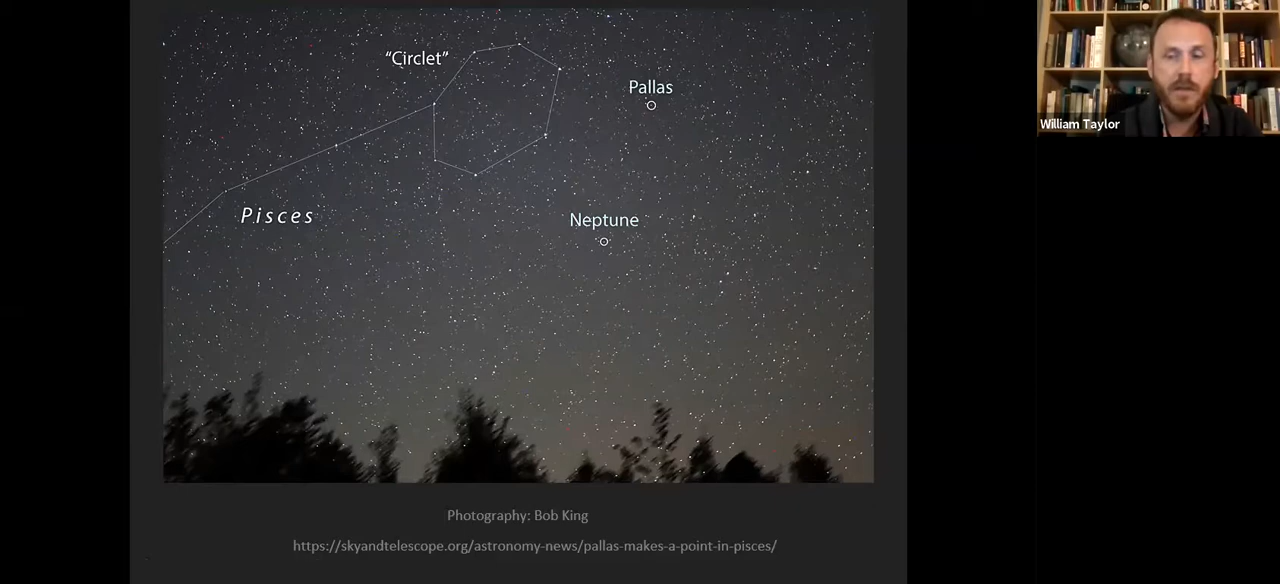 “Circlet”
Pallas
Pisces
Neptune
William Taylor
Photography: Bob King
https://skyandtelescope.org/astronomy-news/pallas-makes-a-point-in-pisces/